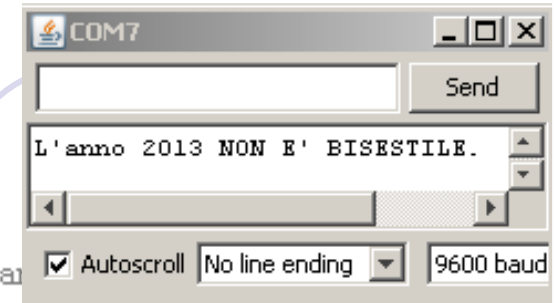 COM7
Send
L'anno 2013 NON E' BISESTILE.
Autoscroll No line ending 9600 baud